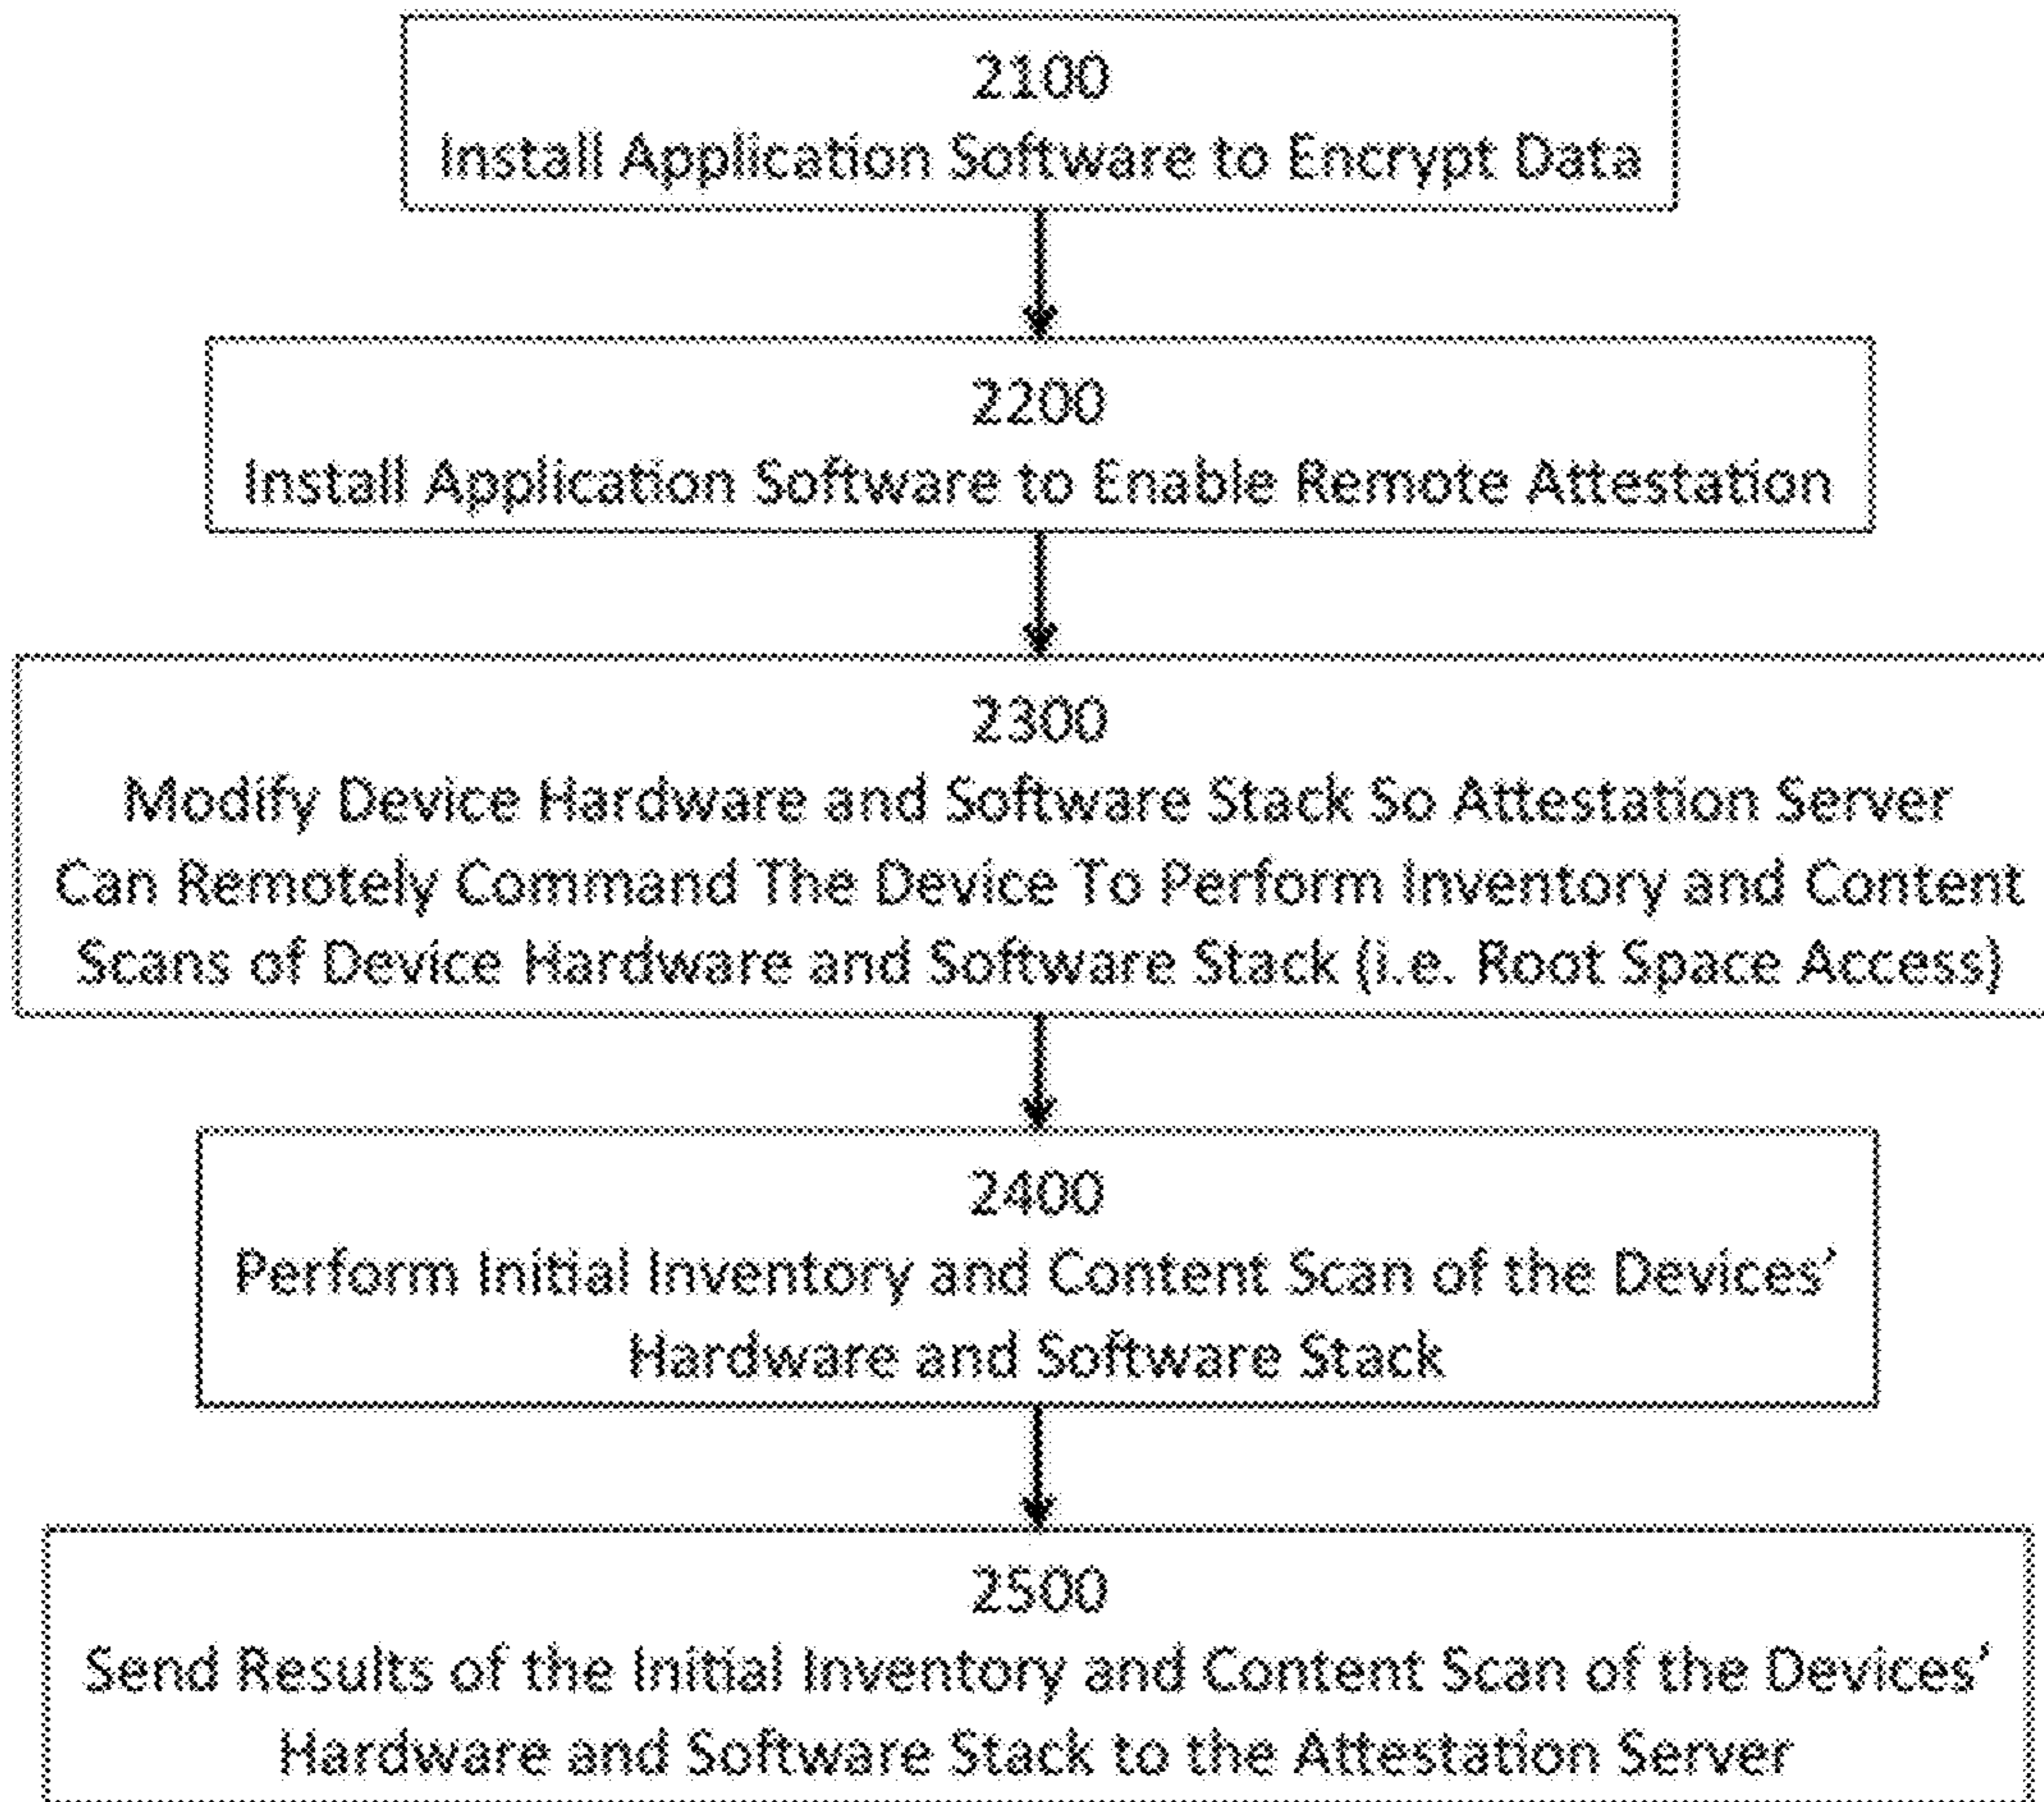 2100
Install Application Software to Encrypt Data
2200
Install Application Software to Enable Remote Attestation
2300
Modify Device Hardware and Software Stack So Attestation Server
Can Remotely Command The Device To Perform Inventory and Content
Scans of Device Hardware and Software Stack (i.e. Root Space Access)
2400
Perform Initial Inventory and Content Scan of the Devices’
Hardware and Software Stack
2500
Send Results of the Initial Inventory and Content Scan of the Devices’
Hardware and Software Stack to the Attestation Server